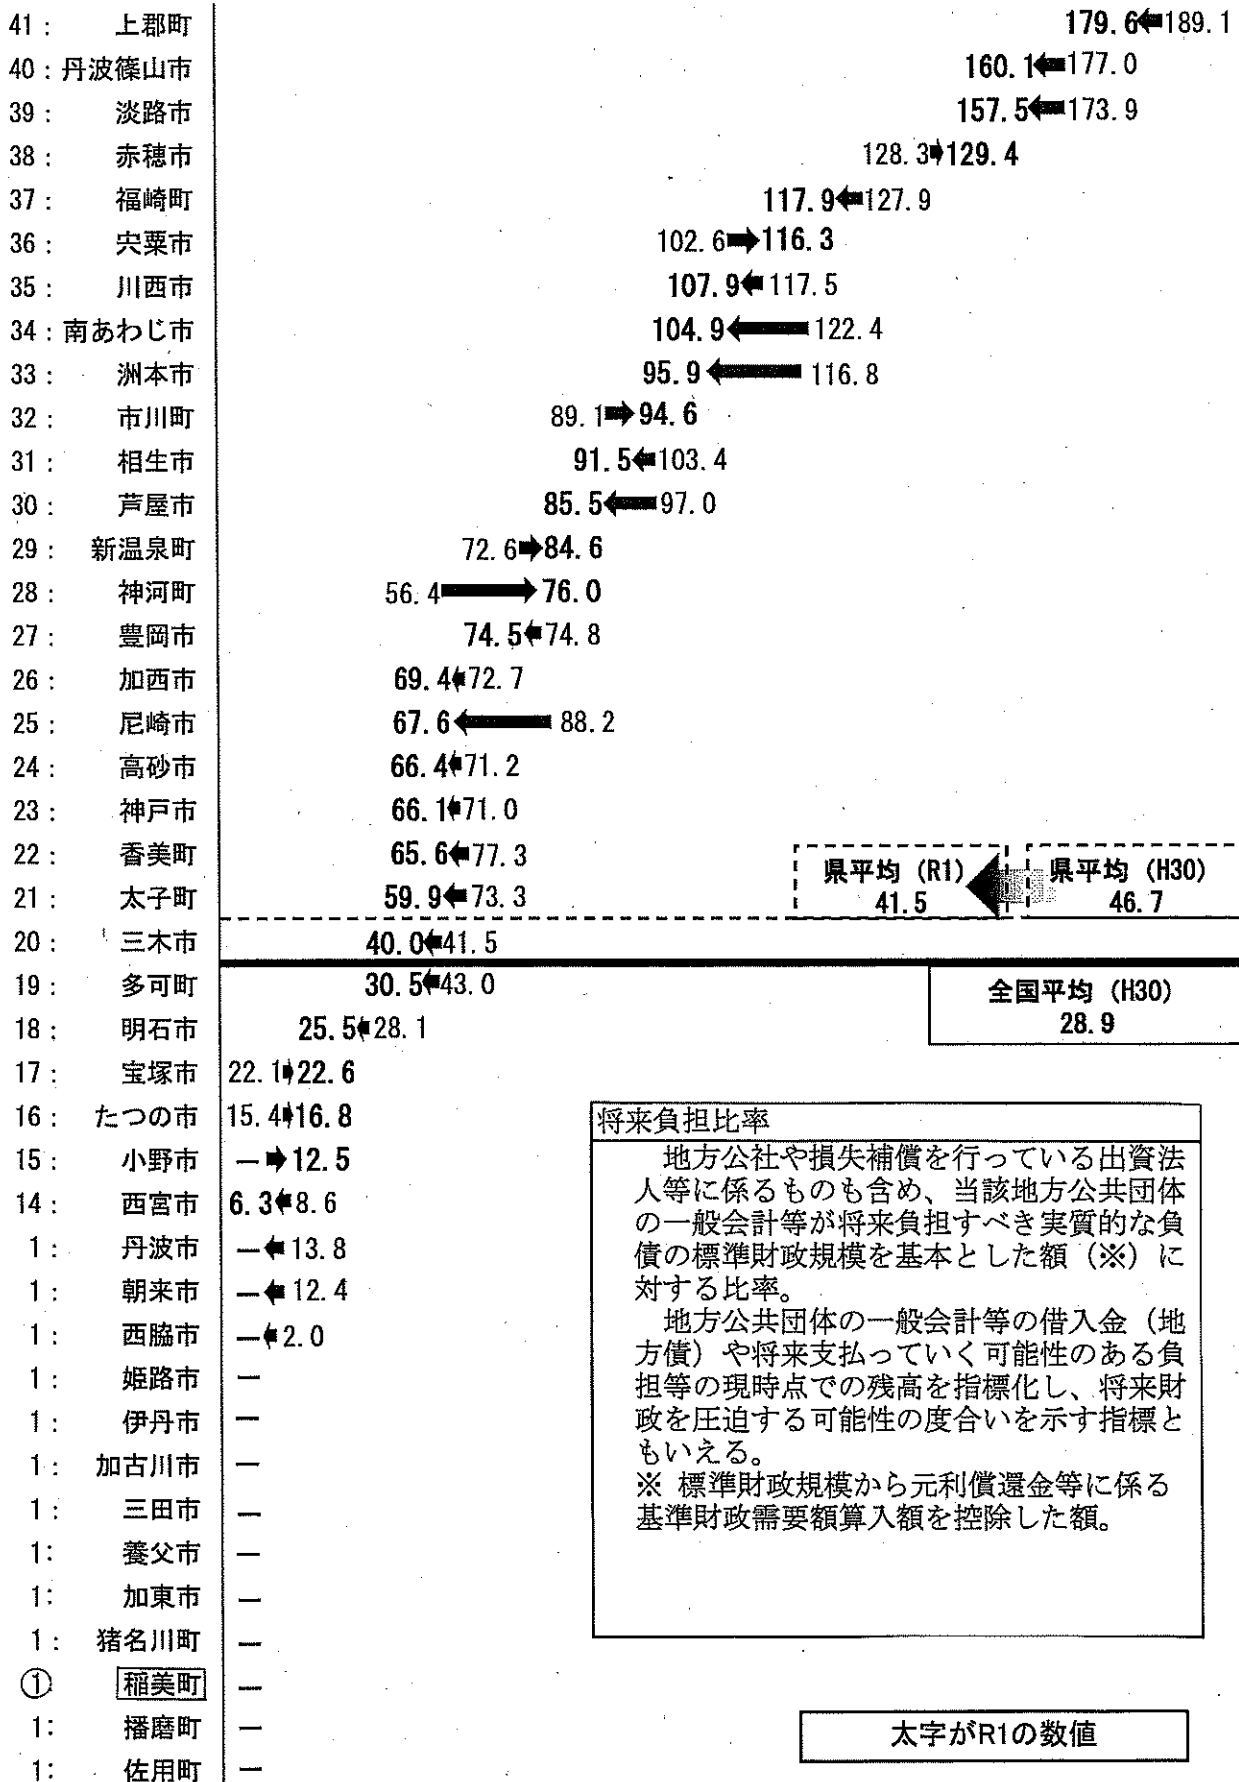 41： 上郡町 179.6 189.1
40：丹波篠山市 160.1 177.0
39： 淡路市 157.5 173.9
38： 赤穂市 128.3 129.4
37： 福崎町 117.9 127.9
36： 宍粟市 102.6 116.3
35： 川西市 107.9 117.5
34：南あわじ市 104.9 122.4
33： 洲本市 95.9 116.8
32： 市川町 89.1 94.6
31： 相生市 91.5 103.4
30： 芦屋市 85.5 97.0
29： 新温泉町 72.6 84.6
28： 神河町 56.4 76.0
27： 豊岡市 74.5 74.8
26： 加西市 69.4 72.7
25： 尼崎市 67.6 88.2
24： 高砂市 66.4 71.2
23： 神戸市 66.1 71.0
22： 香美町 65.6 77.3
21： 太子町 59.9 73.3
県平均（R1）
41.5
県平均（H30）
46.7
20： 三木市 40.0 41.5
19： 多可町 30.5 43.0
全国平均（H30）
28.9
18： 明石市 25.5 28.1
17： 宝塚市 22.1 22.6
16： たつの市 15.4 16.8
15： 小野市 － 12.5
14： 西宮市 6.3 8.6
1： 丹波市 － 13.8
1： 朝来市 － 12.4
1： 西脇市 － 2.0
1： 姫路市 －
1： 伊丹市 －
1： 加古川市 －
1： 三田市 －
1： 養父市 －
1： 加東市 －
1： 猪名川町 －
① 稲美町 －
1： 播磨町 －
1： 佐用町 －
将来負担比率
地方公社や損失補償を行っている出資法
人等に係るものも含め、当該地方公共団体
の一般会計等が将来負担すべき実質的な負
債の標準財政規模を基本とした額（※）に
対する比率。
地方公共団体の一般会計等の借入金（地
方債）や将来支払っていく可能性のある負
担等の現時点での残高を指標化し、将来財
政を圧迫する可能性の度合いを示す指標と
もいえる。
※ 標準財政規模から元利償還金等に係る
基準財政需要額算入額を控除した額。
太字がR1の数値